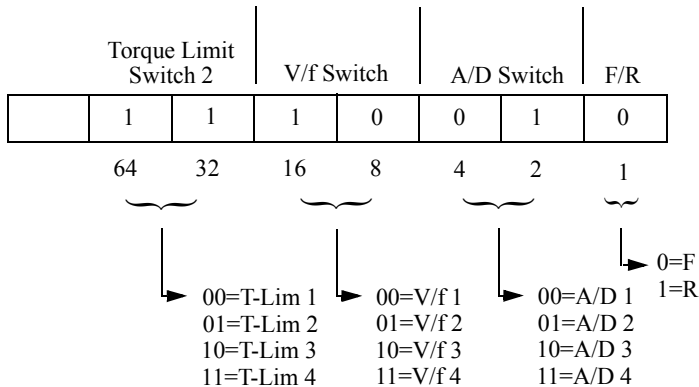 Torque Limit
Switch 2
V/f Switch
A/D Switch
F/R
1 1 1 0 0 1 0
64 32 16 8 4 2 1
0=F
1=R
00=T-Lim 1
01=T-Lim 2
10=T-Lim 3
11=T-Lim 4
00=V/f 1
01=V/f 2
10=V/f 3
11=V/f 4
00=A/D 1
01=A/D 2
10=A/D 3
11=A/D 4